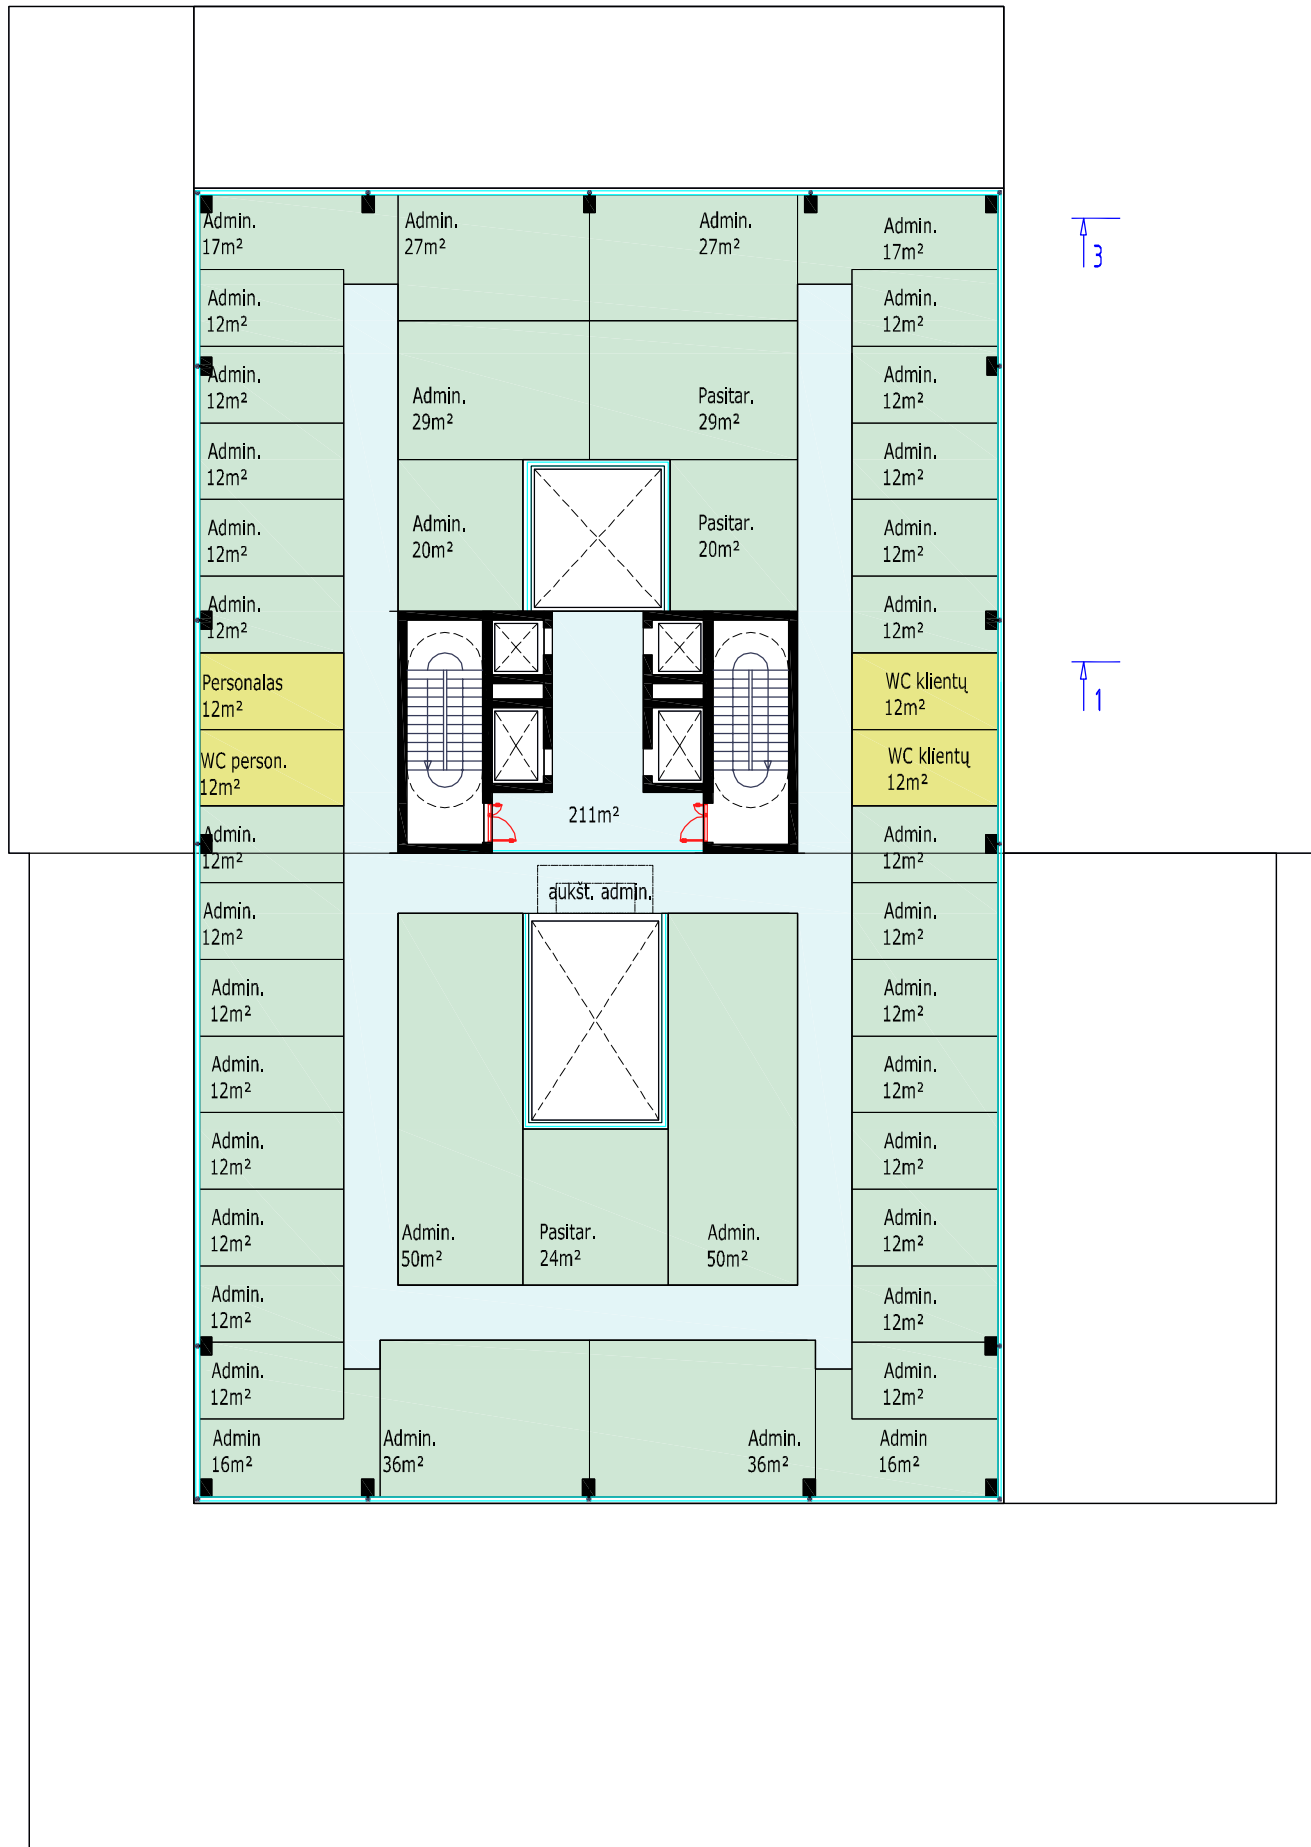 Admin.
17m²
Admin.
27m²
Admin.
27m²
Admin.
17m²
3
Admin.
12m²
Admin.
12m²
Admin.
12m²
Admin.
29m²
Pasitar.
29m²
Admin.
12m²
Admin.
12m²
Admin.
12m²
Admin.
12m²
Admin.
20m²
Pasitar.
20m²
Admin.
12m²
Admin.
12m²
Admin.
12m²
Personalas
12m²
WC klientų
12m²
1
WC person.
12m²
WC klientų
12m²
211m²
Admin.
12m²
Admin.
12m²
aukšt. admin.
Admin.
12m²
Admin.
12m²
Admin.
12m²
Admin.
12m²
Admin.
12m²
Admin.
12m²
Admin.
12m²
Admin.
12m²
Admin.
12m²
Admin.
50m²
Pasitar.
24m²
Admin.
50m²
Admin.
12m²
Admin.
12m²
Admin.
12m²
Admin.
12m²
Admin.
12m²
Admin
16m²
Admin.
36m²
Admin.
36m²
Admin
16m²